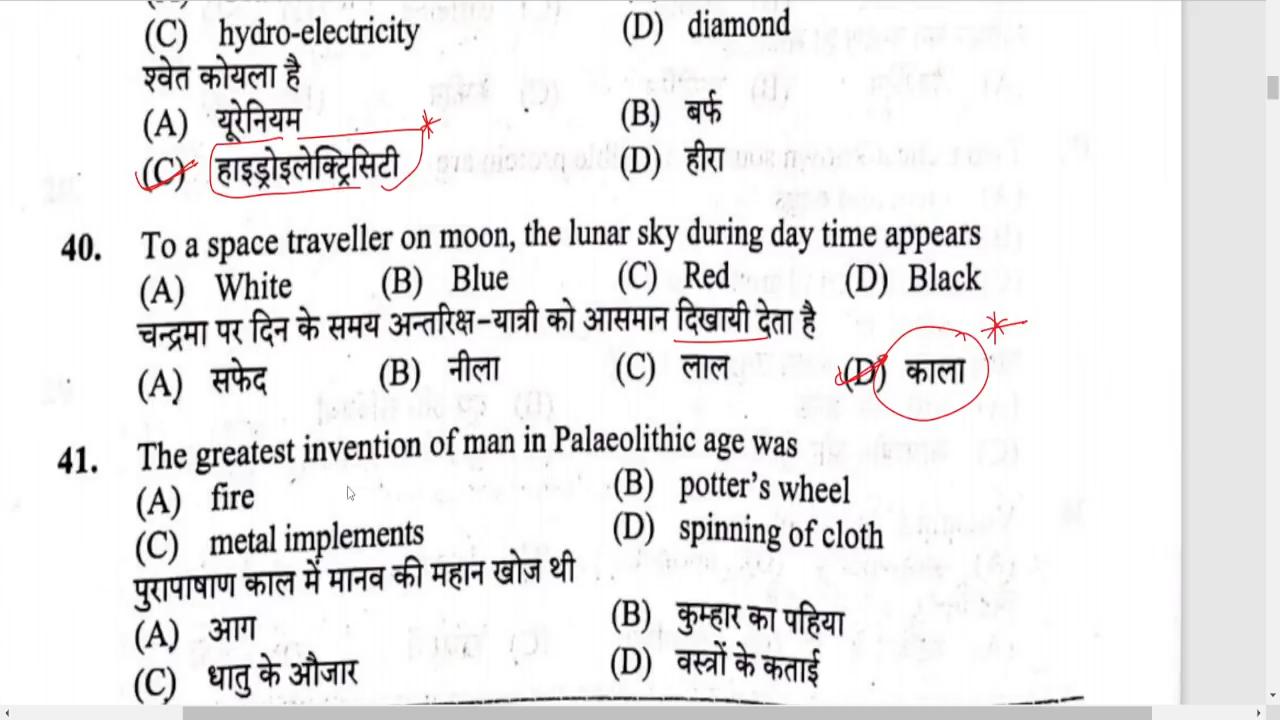 (C) hydro-electricity (D) diamond
श्वेत कोयला है
(A) यूरेनियम (B) बर्फ
(C) हाइड्रोइलेक्ट्रिसिटी (D) हीरा
40. To a space traveller on moon, the lunar sky during day time appears
(A) White (B) Blue (C) Red (D) Black
चन्द्रमा पर दिन के समय अन्तरिक्ष-यात्री को आसमान दिखायी देता है
(A) सफेद (B) नीला (C) लाल (D) काला
41. The greatest invention of man in Palaeolithic age was
(A) fire (B) potter's wheel
(C) metal implements (D) spinning of cloth
पुरापाषाण काल में मानव की महान खोज थी
(A) आग (B) कुम्हार का पहिया
(C) धातु के औजार (D) वस्त्रों के कताई